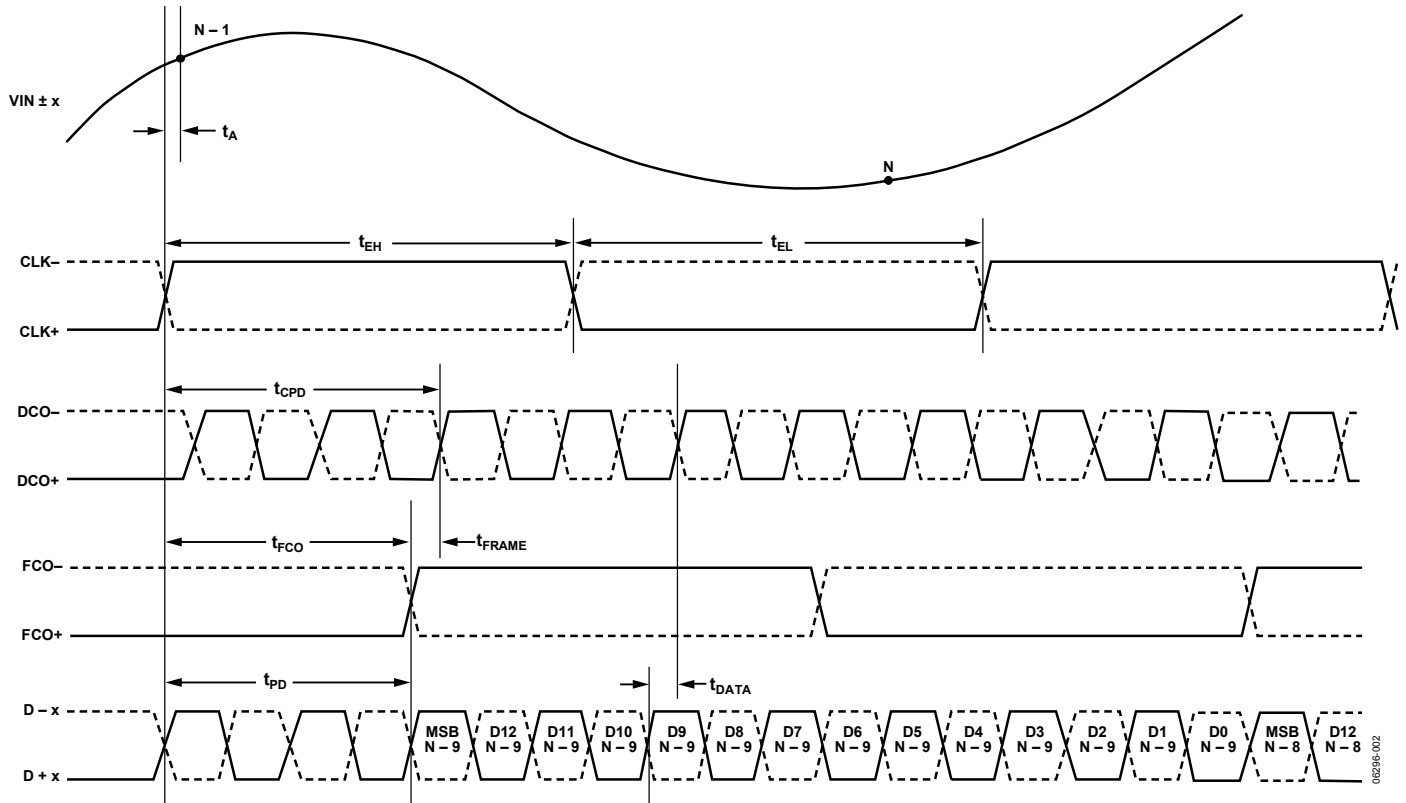 N – 1
VIN ± x
tA
N
tEH
tEL
CLK–
CLK+
tCPD
DCO–
DCO+
tFCO
tFRAME
FCO–
FCO+
tPD
tDATA
D – x
MSB D12 D11 D10 D9 D8 D7 D6 D5 D4 D3 D2 D1 D0 MSB D12
N – 9 N – 9 N – 9 N – 9 N – 9 N – 9 N – 9 N – 9 N – 9 N – 9 N – 9 N – 9 N – 9 N – 9 N – 8 N – 8
D + x
06296-002